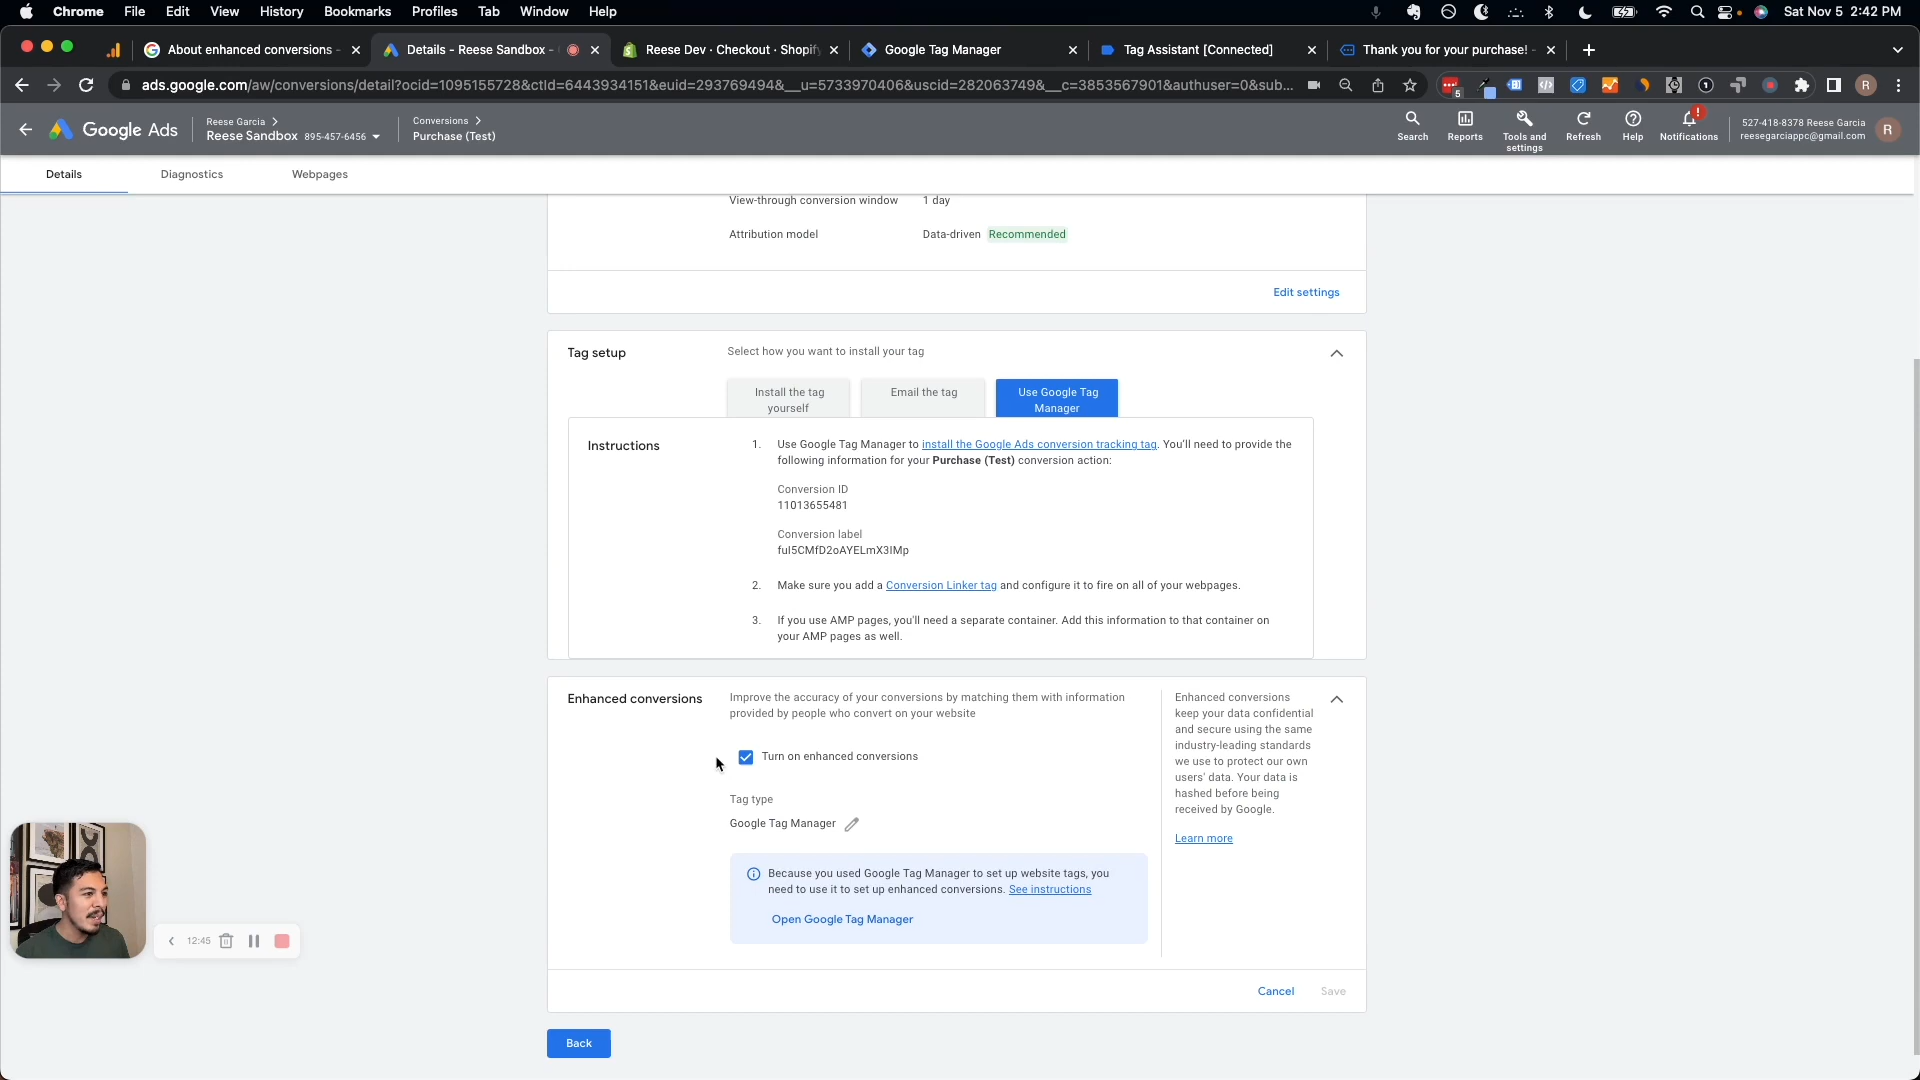 Chrome File Edit View History Bookmarks Profiles Tab Window Help Sat Nov 5 2:42 PM
About enhanced conversions - Details - Reese Sandbox - Reese Dev · Checkout · Shopify Google Tag Manager Tag Assistant [Connected] Thank you for your purchase! -
ads.google.com/aw/conversions/detail?ocid=1095155728&ctId=6443934151&euid=293769494&__u=5733970406&uscid=282063749&__c=3853567901&authuser=0&sub... 5 R
Google Ads
Reese Garcia
Reese Sandbox 895-457-6456
Conversions
Purchase (Test)
Search
Reports
Tools and
settings
Refresh
Help
Notifications
527-418-8378 Reese Garcia
reesegarciappc@gmail.com
R
Details Diagnostics Webpages
View-through conversion window 1 day
Attribution model Data-driven Recommended
Edit settings
Tag setup Select how you want to install your tag
Install the tag
yourself
Email the tag
Use Google Tag
Manager
Instructions
1. Use Google Tag Manager to install the Google Ads conversion tracking tag. You'll need to provide the
following information for your Purchase (Test) conversion action:
Conversion ID
11013655481
Conversion label
ful5CMfD2oAYELmX3IMp
2. Make sure you add a Conversion Linker tag and configure it to fire on all of your webpages.
3. If you use AMP pages, you'll need a separate container. Add this information to that container on
your AMP pages as well.
Enhanced conversions
Improve the accuracy of your conversions by matching them with information
provided by people who convert on your website
Turn on enhanced conversions
Tag type
Google Tag Manager
Because you used Google Tag Manager to set up website tags, you
need to use it to set up enhanced conversions. See instructions
Open Google Tag Manager
Enhanced conversions
keep your data confidential
and secure using the same
industry-leading standards
we use to protect our own
users' data. Your data is
hashed before being
received by Google.
Learn more
12:45
Cancel Save
Back